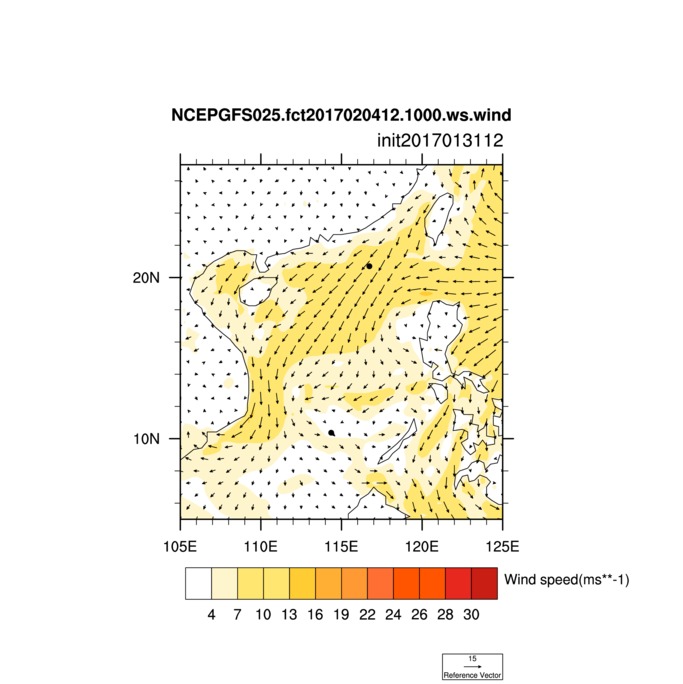 NCEPGFS025.fct2017020412.1000.ws.wind
init2017013112
20N
10N
105E 110E 115E 120E 125E
Wind speed(ms**-1)
4 7 10 13 16 19 22 24 26 28 30
15
Reference Vector